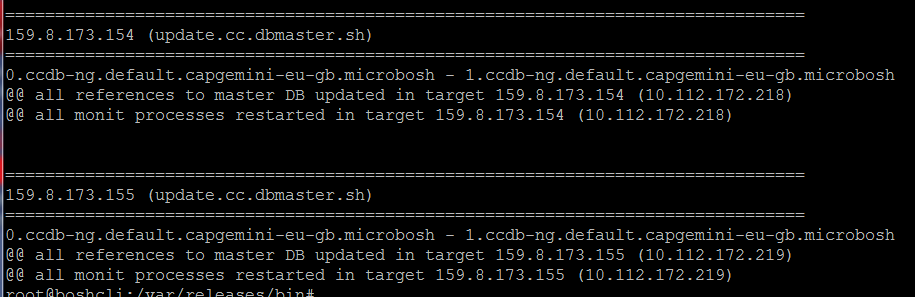 ================================================================================
159.8.173.154 (update.cc.dbmaster.sh)
================================================================================
0.ccdb-ng.default.capgemini-eu-gb.microbosh - 1.ccdb-ng.default.capgemini-eu-gb.microbosh
@@ all references to master DB updated in target 159.8.173.154 (10.112.172.218)
@@ all monit processes restarted in target 159.8.173.154 (10.112.172.218)
================================================================================
159.8.173.155 (update.cc.dbmaster.sh)
================================================================================
0.ccdb-ng.default.capgemini-eu-gb.microbosh - 1.ccdb-ng.default.capgemini-eu-gb.microbosh
@@ all references to master DB updated in target 159.8.173.155 (10.112.172.219)
@@ all monit processes restarted in target 159.8.173.155 (10.112.172.219)
root@boshcli:/var/releases/bin#